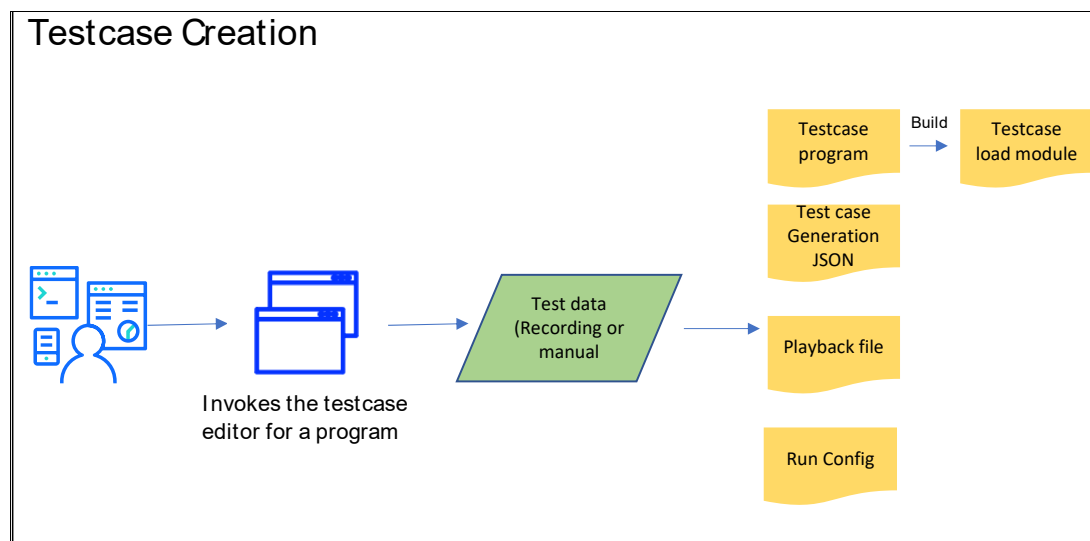 Testcase Creation
Testcase
program
Build
Testcase
load module
Test case
Generation
JSON
Test data
(Recording or
manual
Playback file
Invokes the testcase
editor for a program
Run Config